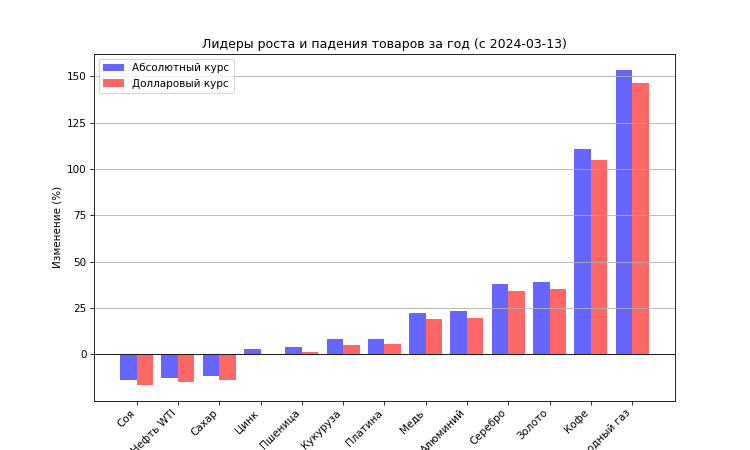 Лидеры роста и падения товаров за год (с 2024-03-13)
Абсолютный курс
Долларовый курс
Изменение (%)
150
125
100
75
50
25
0
Соя
Нефть WTI
Сахар
Цинк
Пшеница
Кукуруза
Платина
Медь
Алюминий
Серебро
Золото
Кофе
газ